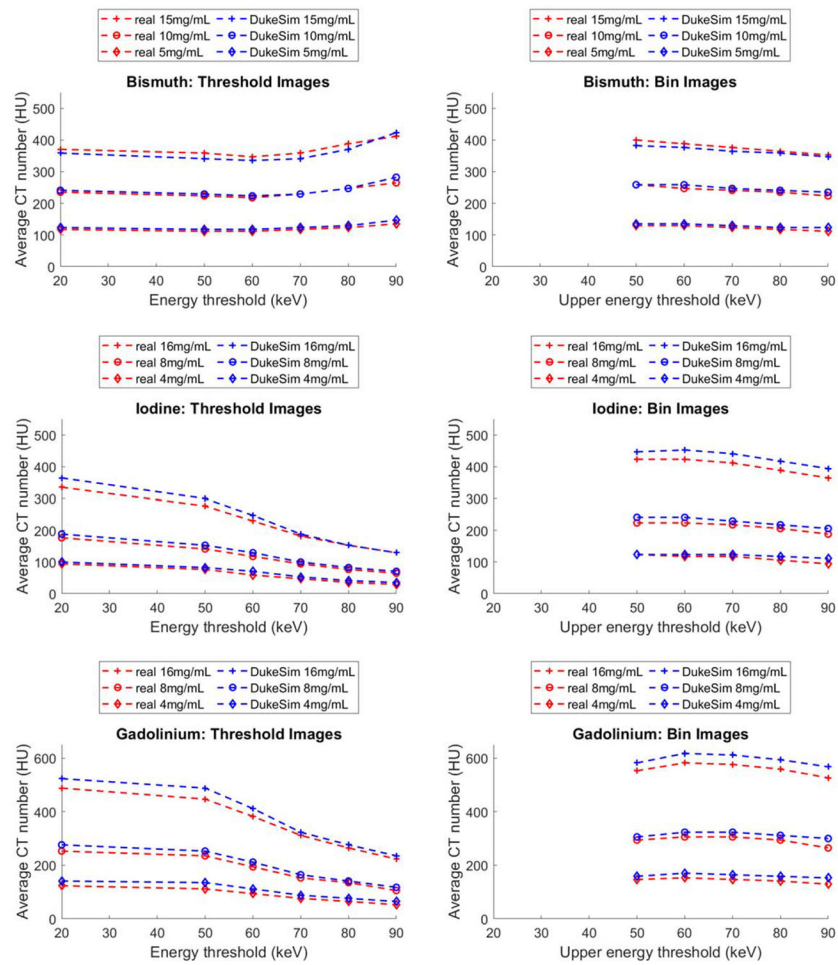 real 15mg/mL DukeSim 15mg/mL
real 10mg/mL DukeSim 10mg/mL
real 5mg/mL DukeSim 5mg/mL
Bismuth: Threshold Images
Average CT number (HU)
500
400
300
200
100
0
20 30 40 50 60 70 80 90
Energy threshold (keV)
real 15mg/mL DukeSim 15mg/mL
real 10mg/mL DukeSim 10mg/mL
real 5mg/mL DukeSim 5mg/mL
Bismuth: Bin Images
Average CT number (HU)
500
400
300
200
100
0
20 30 40 50 60 70 80 90
Upper energy threshold (keV)
real 16mg/mL DukeSim 16mg/mL
real 8mg/mL DukeSim 8mg/mL
real 4mg/mL DukeSim 4mg/mL
Iodine: Threshold Images
Average CT number (HU)
500
400
300
200
100
0
20 30 40 50 60 70 80 90
Energy threshold (keV)
real 16mg/mL DukeSim 16mg/mL
real 8mg/mL DukeSim 8mg/mL
real 4mg/mL DukeSim 4mg/mL
Iodine: Bin Images
Average CT number (HU)
500
400
300
200
100
0
20 30 40 50 60 70 80 90
Upper energy threshold (keV)
real 16mg/mL DukeSim 16mg/mL
real 8mg/mL DukeSim 8mg/mL
real 4mg/mL DukeSim 4mg/mL
Gadolinium: Threshold Images
Average CT number (HU)
600
400
200
0
20 30 40 50 60 70 80 90
Energy threshold (keV)
real 16mg/mL DukeSim 16mg/mL
real 8mg/mL DukeSim 8mg/mL
real 4mg/mL DukeSim 4mg/mL
Gadolinium: Bin Images
Average CT number (HU)
600
400
200
0
20 30 40 50 60 70 80 90
Upper energy threshold (keV)